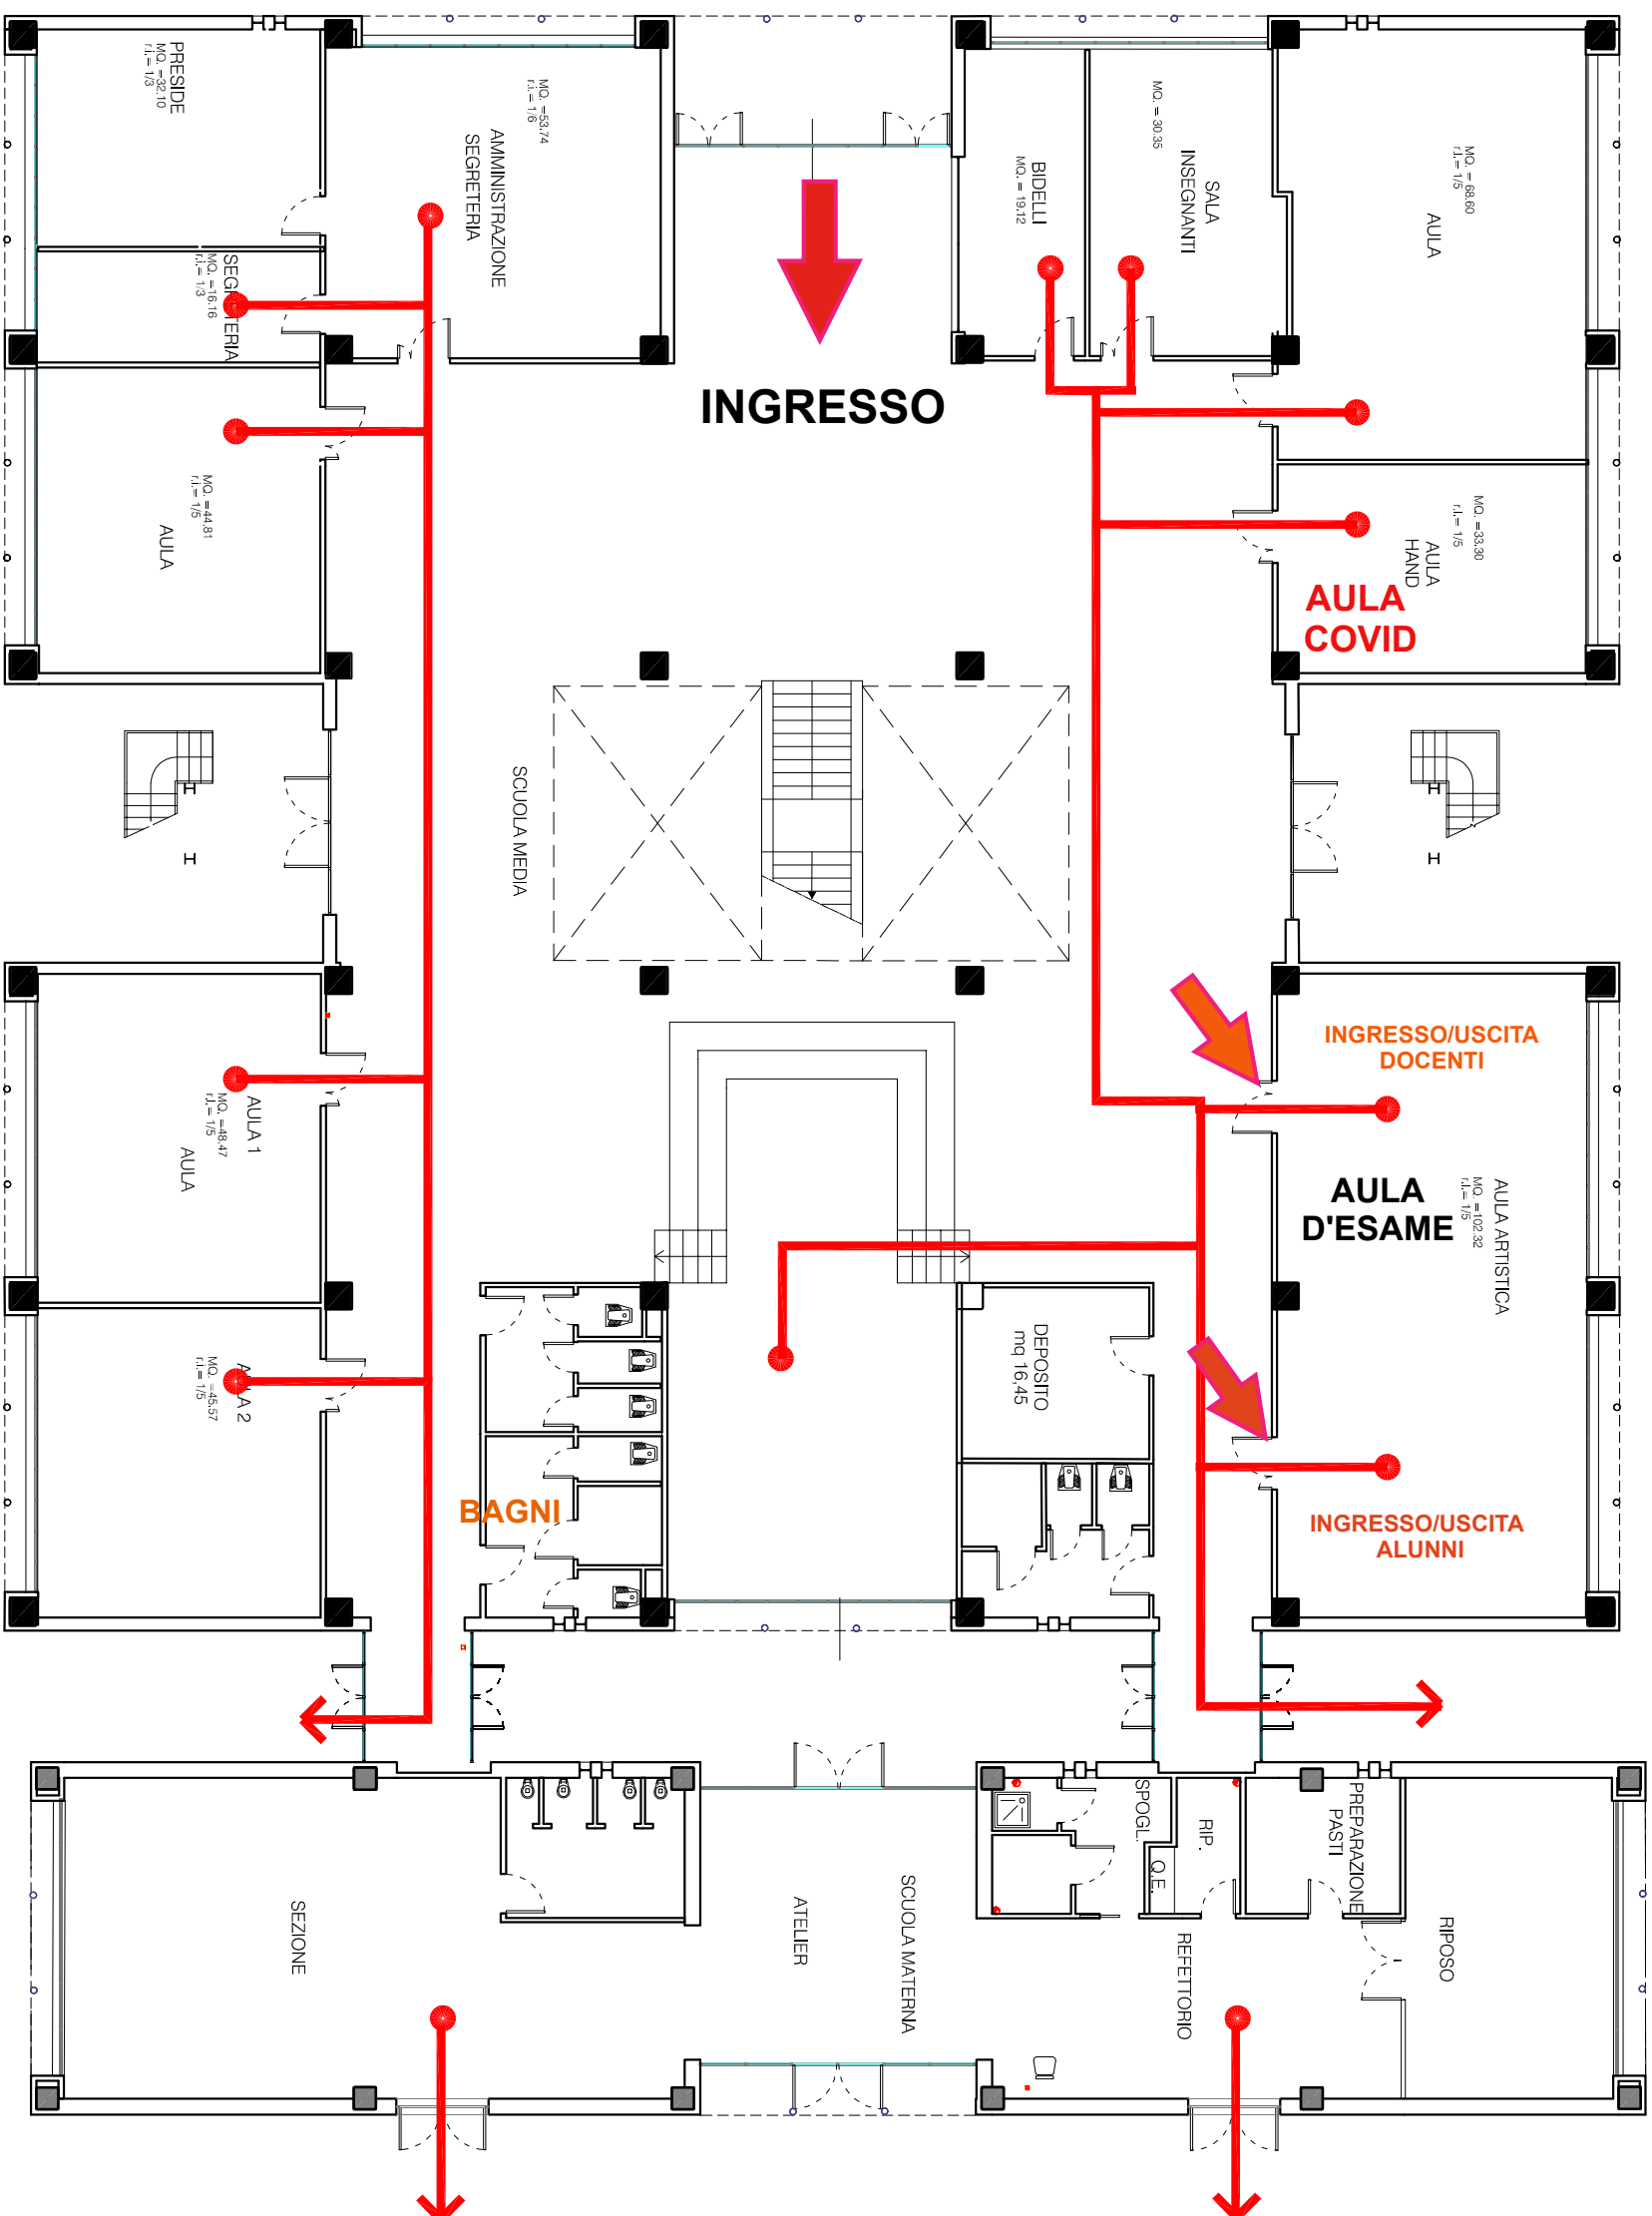 PRESIDE
MQ. =32.10
r.i.= 1/3
MQ. =53.74
r.i.= 1/6
AMMINISTRAZIONE
SEGRETERIA
BIDELLI
MQ. = 19.12
SALA
INSEGNANTI
MQ. = 30.35
AULA
MQ. = 68.60
r.i.= 1/5
SEGRETERIA
MQ. =16.16
r.i.= 1/3
INGRESSO
MQ. =44.81
r.i.= 1/5
AULA
MQ. =33.30
r.i.= 1/5
AULA
HAND
AULA
COVID
SCUOLA MEDIA
H
H
H
H
INGRESSO/USCITA
DOCENTI
AULA 1
MQ. =48.47
r.i.= 1/5
AULA
AULA
D'ESAME
AULA ARTISTICA
MQ. =102.32
r.i.= 1/5
DEPOSITO
mq 16,45
AULA 2
MQ. =45.57
r.i.= 1/5
BAGNI
INGRESSO/USCITA
ALUNNI
SPOGL.
RIP.
Q.E.
PREPARAZIONE
PASTI
SEZIONE
ATELIER
SCUOLA MATERNA
REFETTORIO
RIPOSO